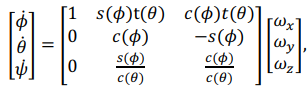 [ϕ̇ θ̇ ψ̇] = [1 s(ϕ)t(θ) c(ϕ)t(θ)
0 c(ϕ) −s(ϕ)
0 s(ϕ)/c(θ) c(ϕ)/c(θ)] [ωx ωy ωz],